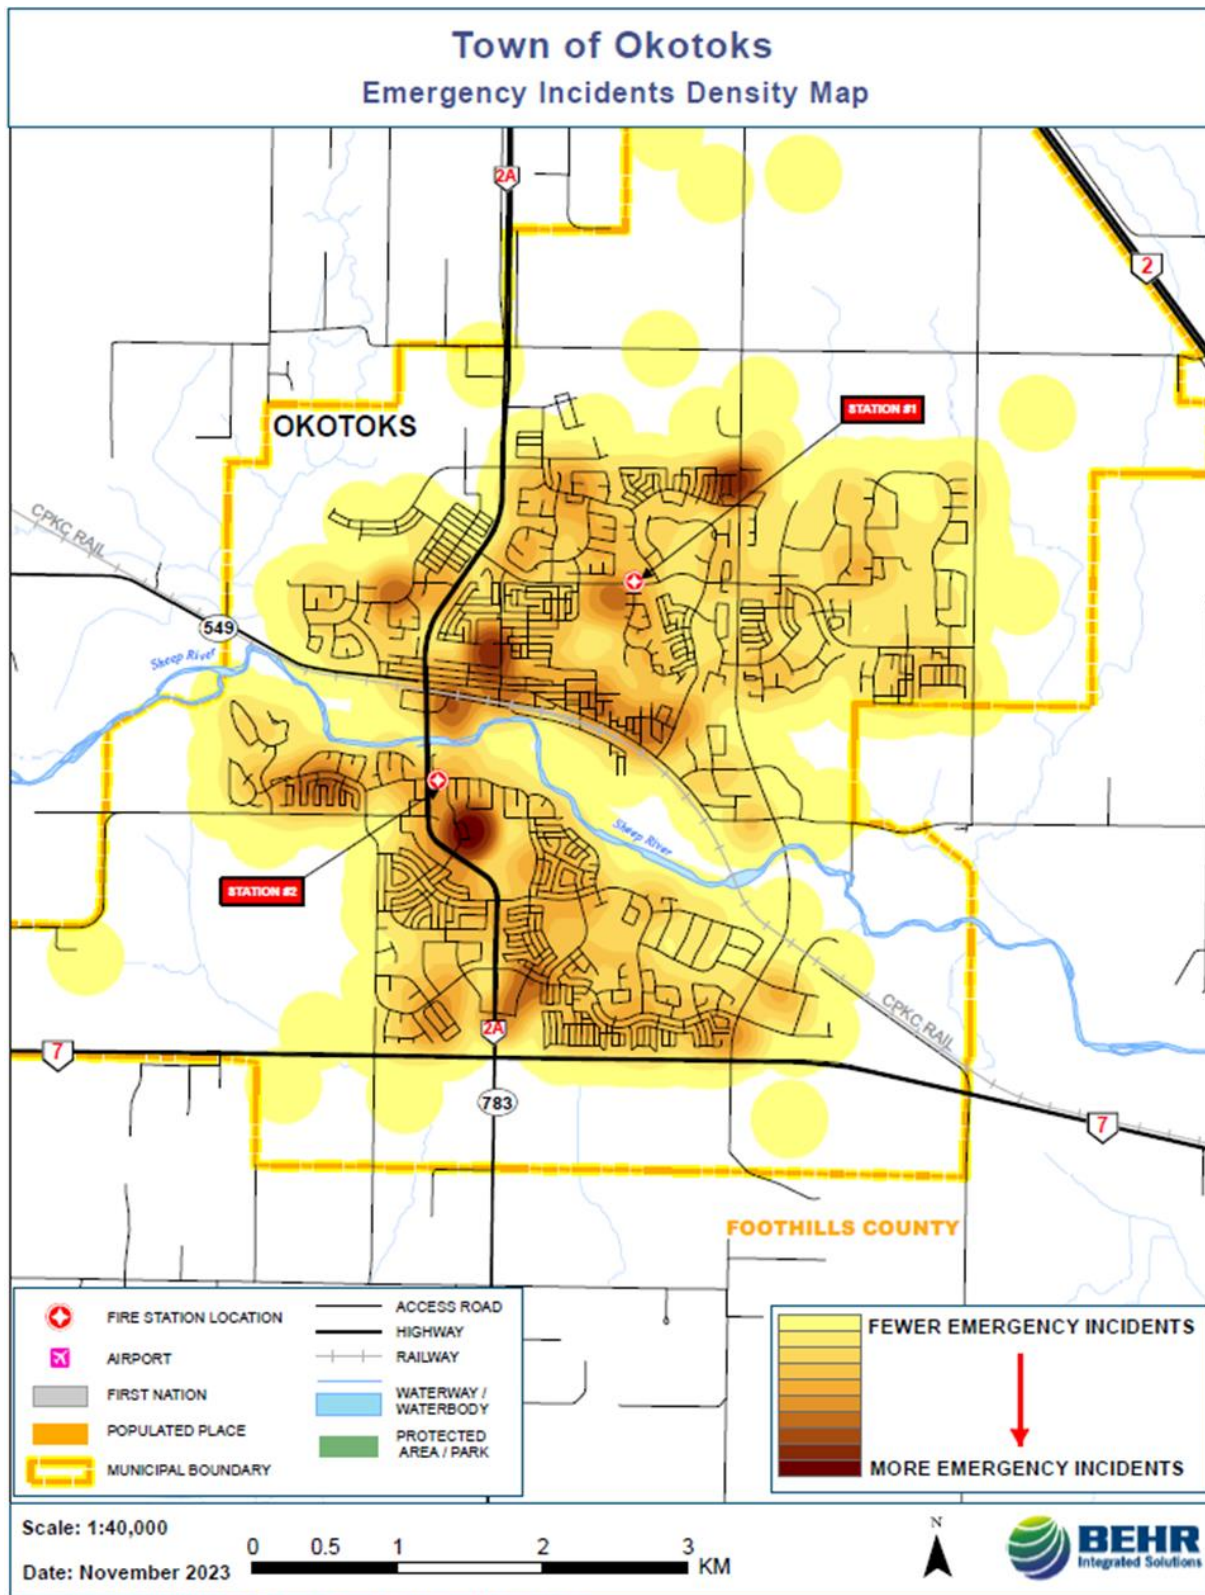 Town of Okotoks
Emergency Incidents Density Map
2A
2
STATION #1
OKOTOKS
CPKC RAIL
549
Sheep River
Sheep River
STATION #2
CPKC RAIL
2A
7
783
7
FOOTHILLS COUNTY
FIRE STATION LOCATION
AIRPORT
FIRST NATION
POPULATED PLACE
MUNICIPAL BOUNDARY
ACCESS ROAD
HIGHWAY
RAILWAY
WATERWAY /
WATERBODY
PROTECTED
AREA / PARK
FEWER EMERGENCY INCIDENTS
MORE EMERGENCY INCIDENTS
Scale: 1:40,000
Date: November 2023
0 0.5 1 2 3
KM
N
BEHR
Integrated Solutions